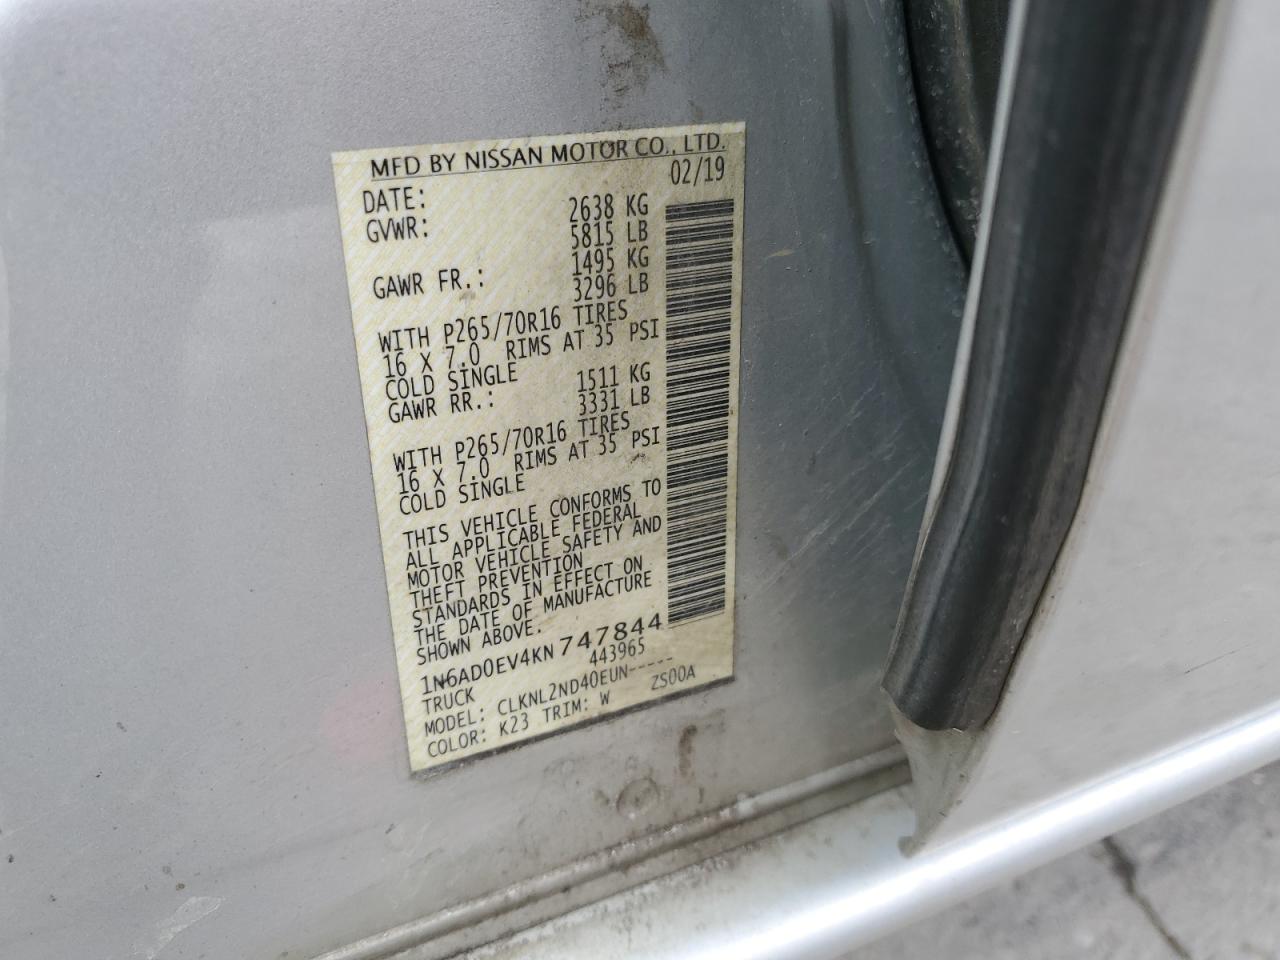 MFD BY NISSAN MOTOR CO., LTD.
DATE: 02/19
GVWR: 2638 KG
5815 LB
GAWR FR.: 1495 KG
3296 LB
WITH P265/70R16 TIRES
16 X 7.0 RIMS AT 35 PSI
COLD SINGLE
GAWR RR.: 1511 KG
3331 LB
WITH P265/70R16 TIRES
16 X 7.0 RIMS AT 35 PSI
COLD SINGLE
THIS VEHICLE CONFORMS TO
ALL APPLICABLE FEDERAL
MOTOR VEHICLE SAFETY AND
THEFT PREVENTION
STANDARDS IN EFFECT ON
THE DATE OF MANUFACTURE
SHOWN ABOVE.
1N6AD0EV4KN747844
TRUCK 443965
MODEL: CLKNL2ND40EUN-----
COLOR: K23 TRIM: W ZS00A